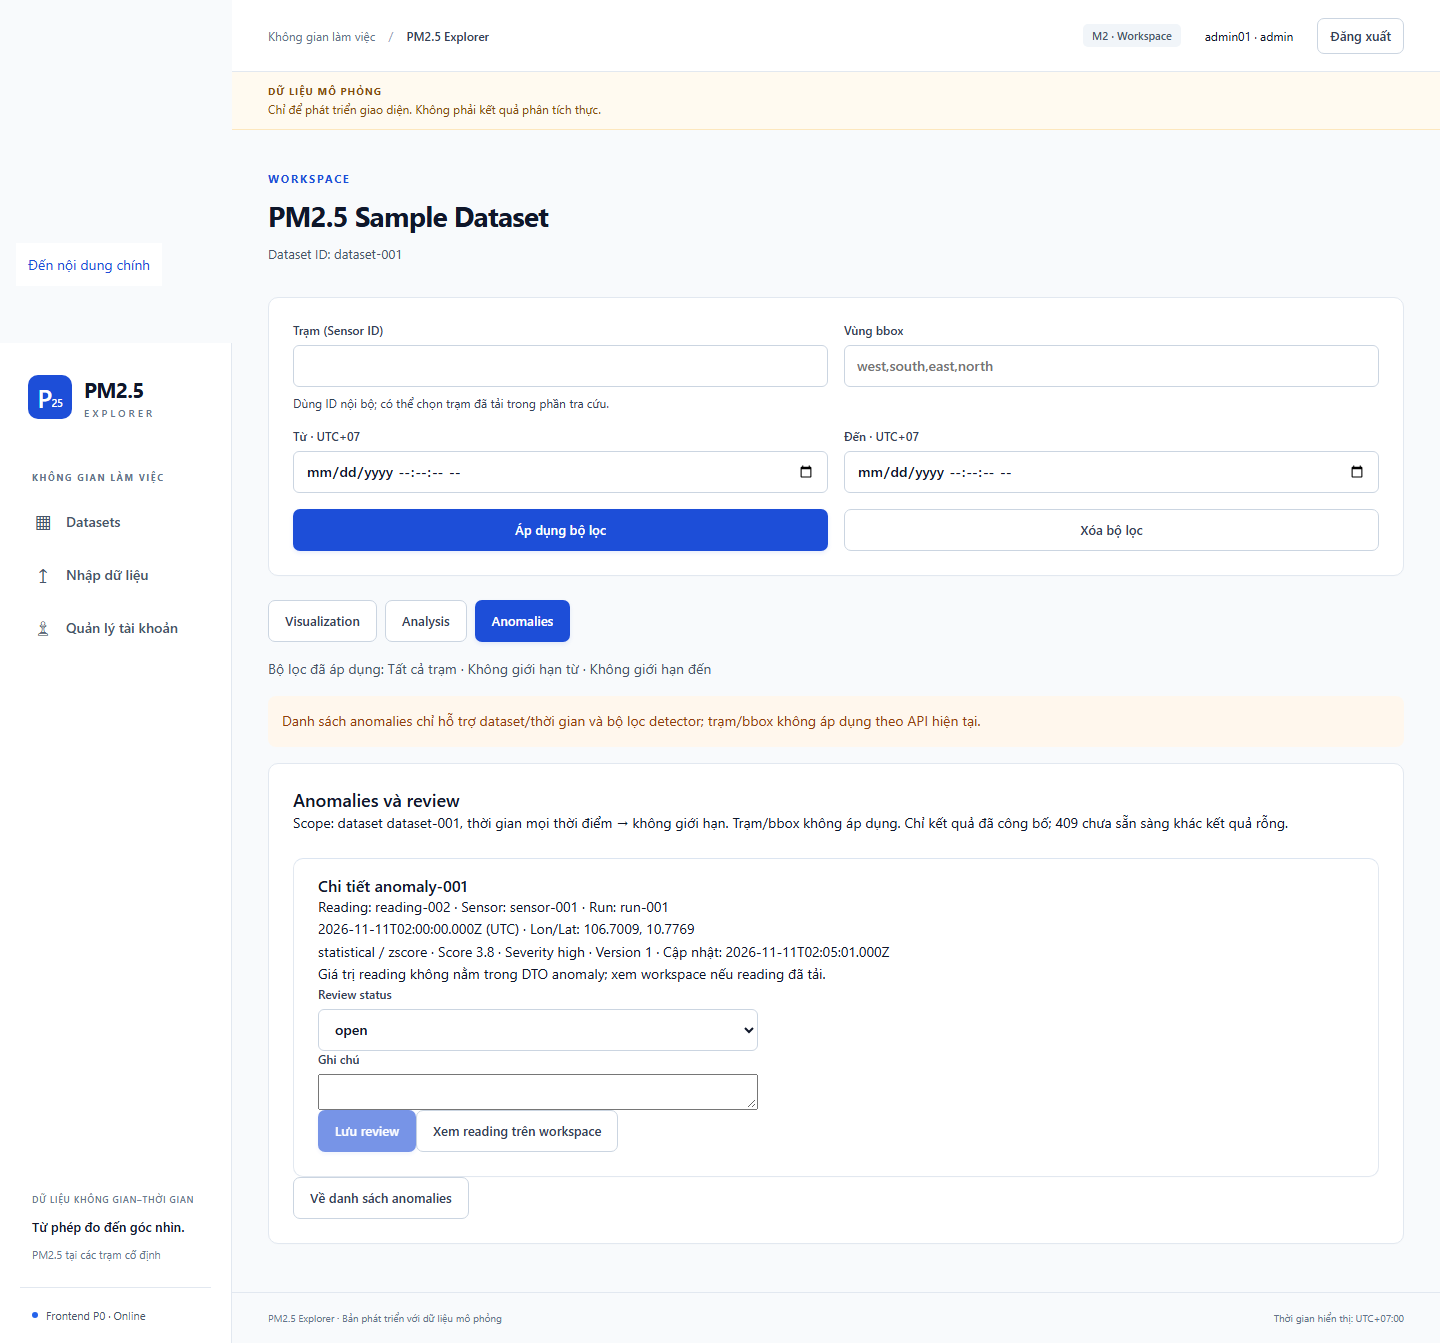 Không gian làm việc / PM2.5 Explorer
M2 · Workspace
admin01 · admin
Đăng xuất
DỮ LIỆU MÔ PHỎNG
Chỉ để phát triển giao diện. Không phải kết quả phân tích thực.
WORKSPACE
PM2.5 Sample Dataset
Dataset ID: dataset-001
Đến nội dung chính
P25
PM2.5
EXPLORER
KHÔNG GIAN LÀM VIỆC
Datasets
Nhập dữ liệu
Quản lý tài khoản
Trạm (Sensor ID)
Vùng bbox
west,south,east,north
Dùng ID nội bộ; có thể chọn trạm đã tải trong phần tra cứu.
Từ · UTC+07
Đến · UTC+07
mm/dd/yyyy --:--:-- --
mm/dd/yyyy --:--:-- --
Áp dụng bộ lọc
Xóa bộ lọc
Visualization
Analysis
Anomalies
Bộ lọc đã áp dụng: Tất cả trạm · Không giới hạn từ · Không giới hạn đến
Danh sách anomalies chỉ hỗ trợ dataset/thời gian và bộ lọc detector; trạm/bbox không áp dụng theo API hiện tại.
Anomalies và review
Scope: dataset dataset-001, thời gian mọi thời điểm → không giới hạn. Trạm/bbox không áp dụng. Chỉ kết quả đã công bố; 409 chưa sẵn sàng khác kết quả rỗng.
Chi tiết anomaly-001
Reading: reading-002 · Sensor: sensor-001 · Run: run-001
2026-11-11T02:00:00.000Z (UTC) · Lon/Lat: 106.7009, 10.7769
statistical / zscore · Score 3.8 · Severity high · Version 1 · Cập nhật: 2026-11-11T02:05:01.000Z
Giá trị reading không nằm trong DTO anomaly; xem workspace nếu reading đã tải.
Review status
open
Ghi chú
Lưu review
Xem reading trên workspace
Về danh sách anomalies
DỮ LIỆU KHÔNG GIAN–THỜI GIAN
Từ phép đo đến góc nhìn.
PM2.5 tại các trạm cố định
Frontend P0 · Online
PM2.5 Explorer · Bản phát triển với dữ liệu mô phỏng
Thời gian hiển thị: UTC+07:00